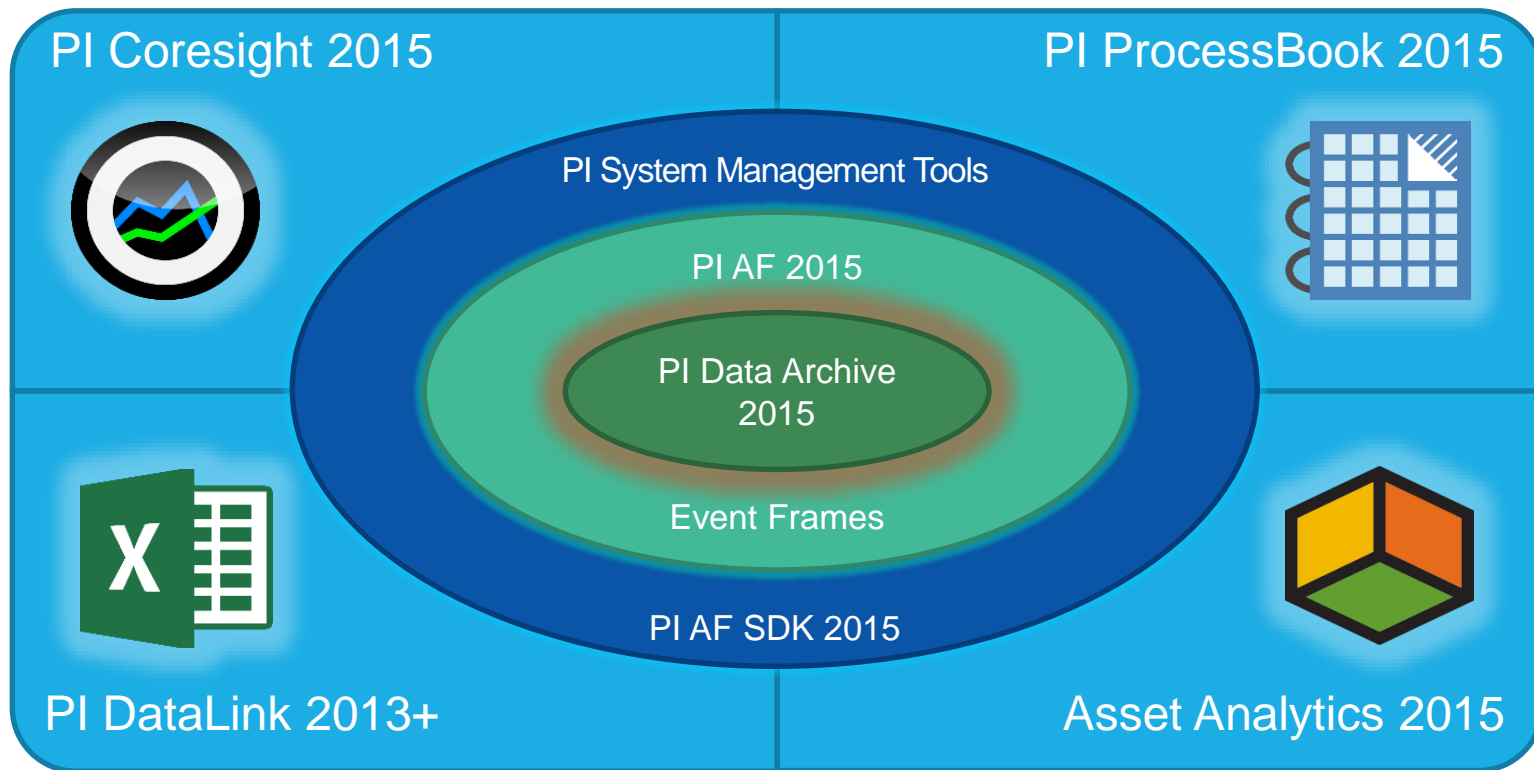 PI Coresight 2015
PI ProcessBook 2015
PI System Management Tools
PI AF 2015
PI Data Archive
2015
Event Frames
PI AF SDK 2015
X
PI DataLink 2013+
Asset Analytics 2015